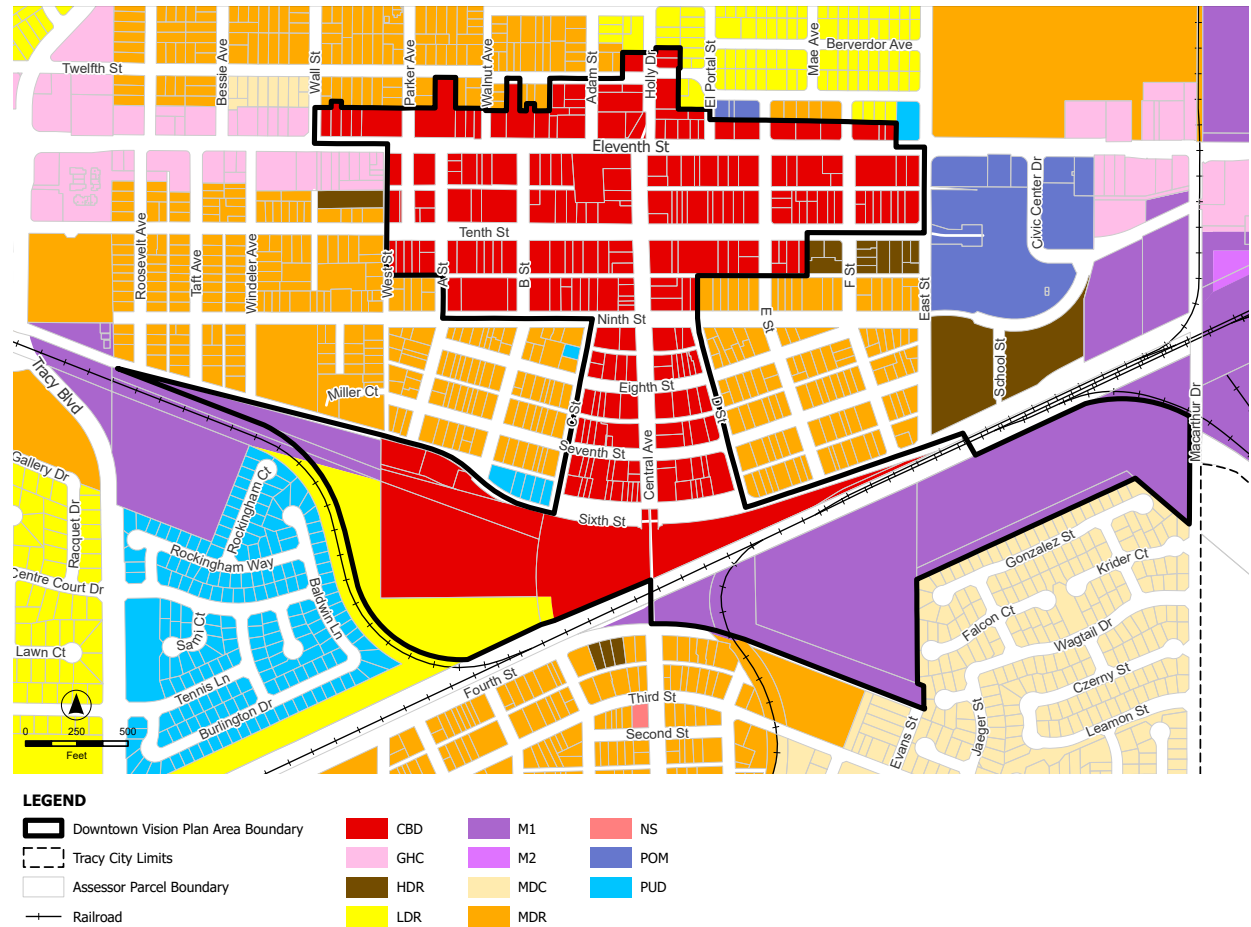 Berverdor Ave
Twelfth St
Bessie Ave
Wall St
Parker Ave
Walnut Ave
Adam St
Holly Dr
El Portal St
Mae Ave
Eleventh St
Civic Center Dr
Roosevelt Ave
Taft Ave
Windeler Ave
West St
A St
B St
Tenth St
F St
East St
Ninth St
E St
Tracy Blvd
Miller Ct
Eighth St
C St
D St
School St
Macarthur Dr
Seventh St
Central Ave
Gallery Dr
Racquet Dr
Rockingham Ct
Sixth St
Rockingham Way
Baldwin Ln
Gonzalez St
Krider Ct
Centre Court Dr
Sami Ct
Falcon Ct
Wagtail Dr
Lawn Ct
Tennis Ln
Fourth St
Czerny St
Burlington Dr
Third St
Second St
Evans St
Jaeger St
Leamon St
0 250 500
Feet
LEGEND
Downtown Vision Plan Area Boundary
Tracy City Limits
Assessor Parcel Boundary
Railroad
CBD
GHC
HDR
LDR
M1
M2
MDC
MDR
NS
POM
PUD